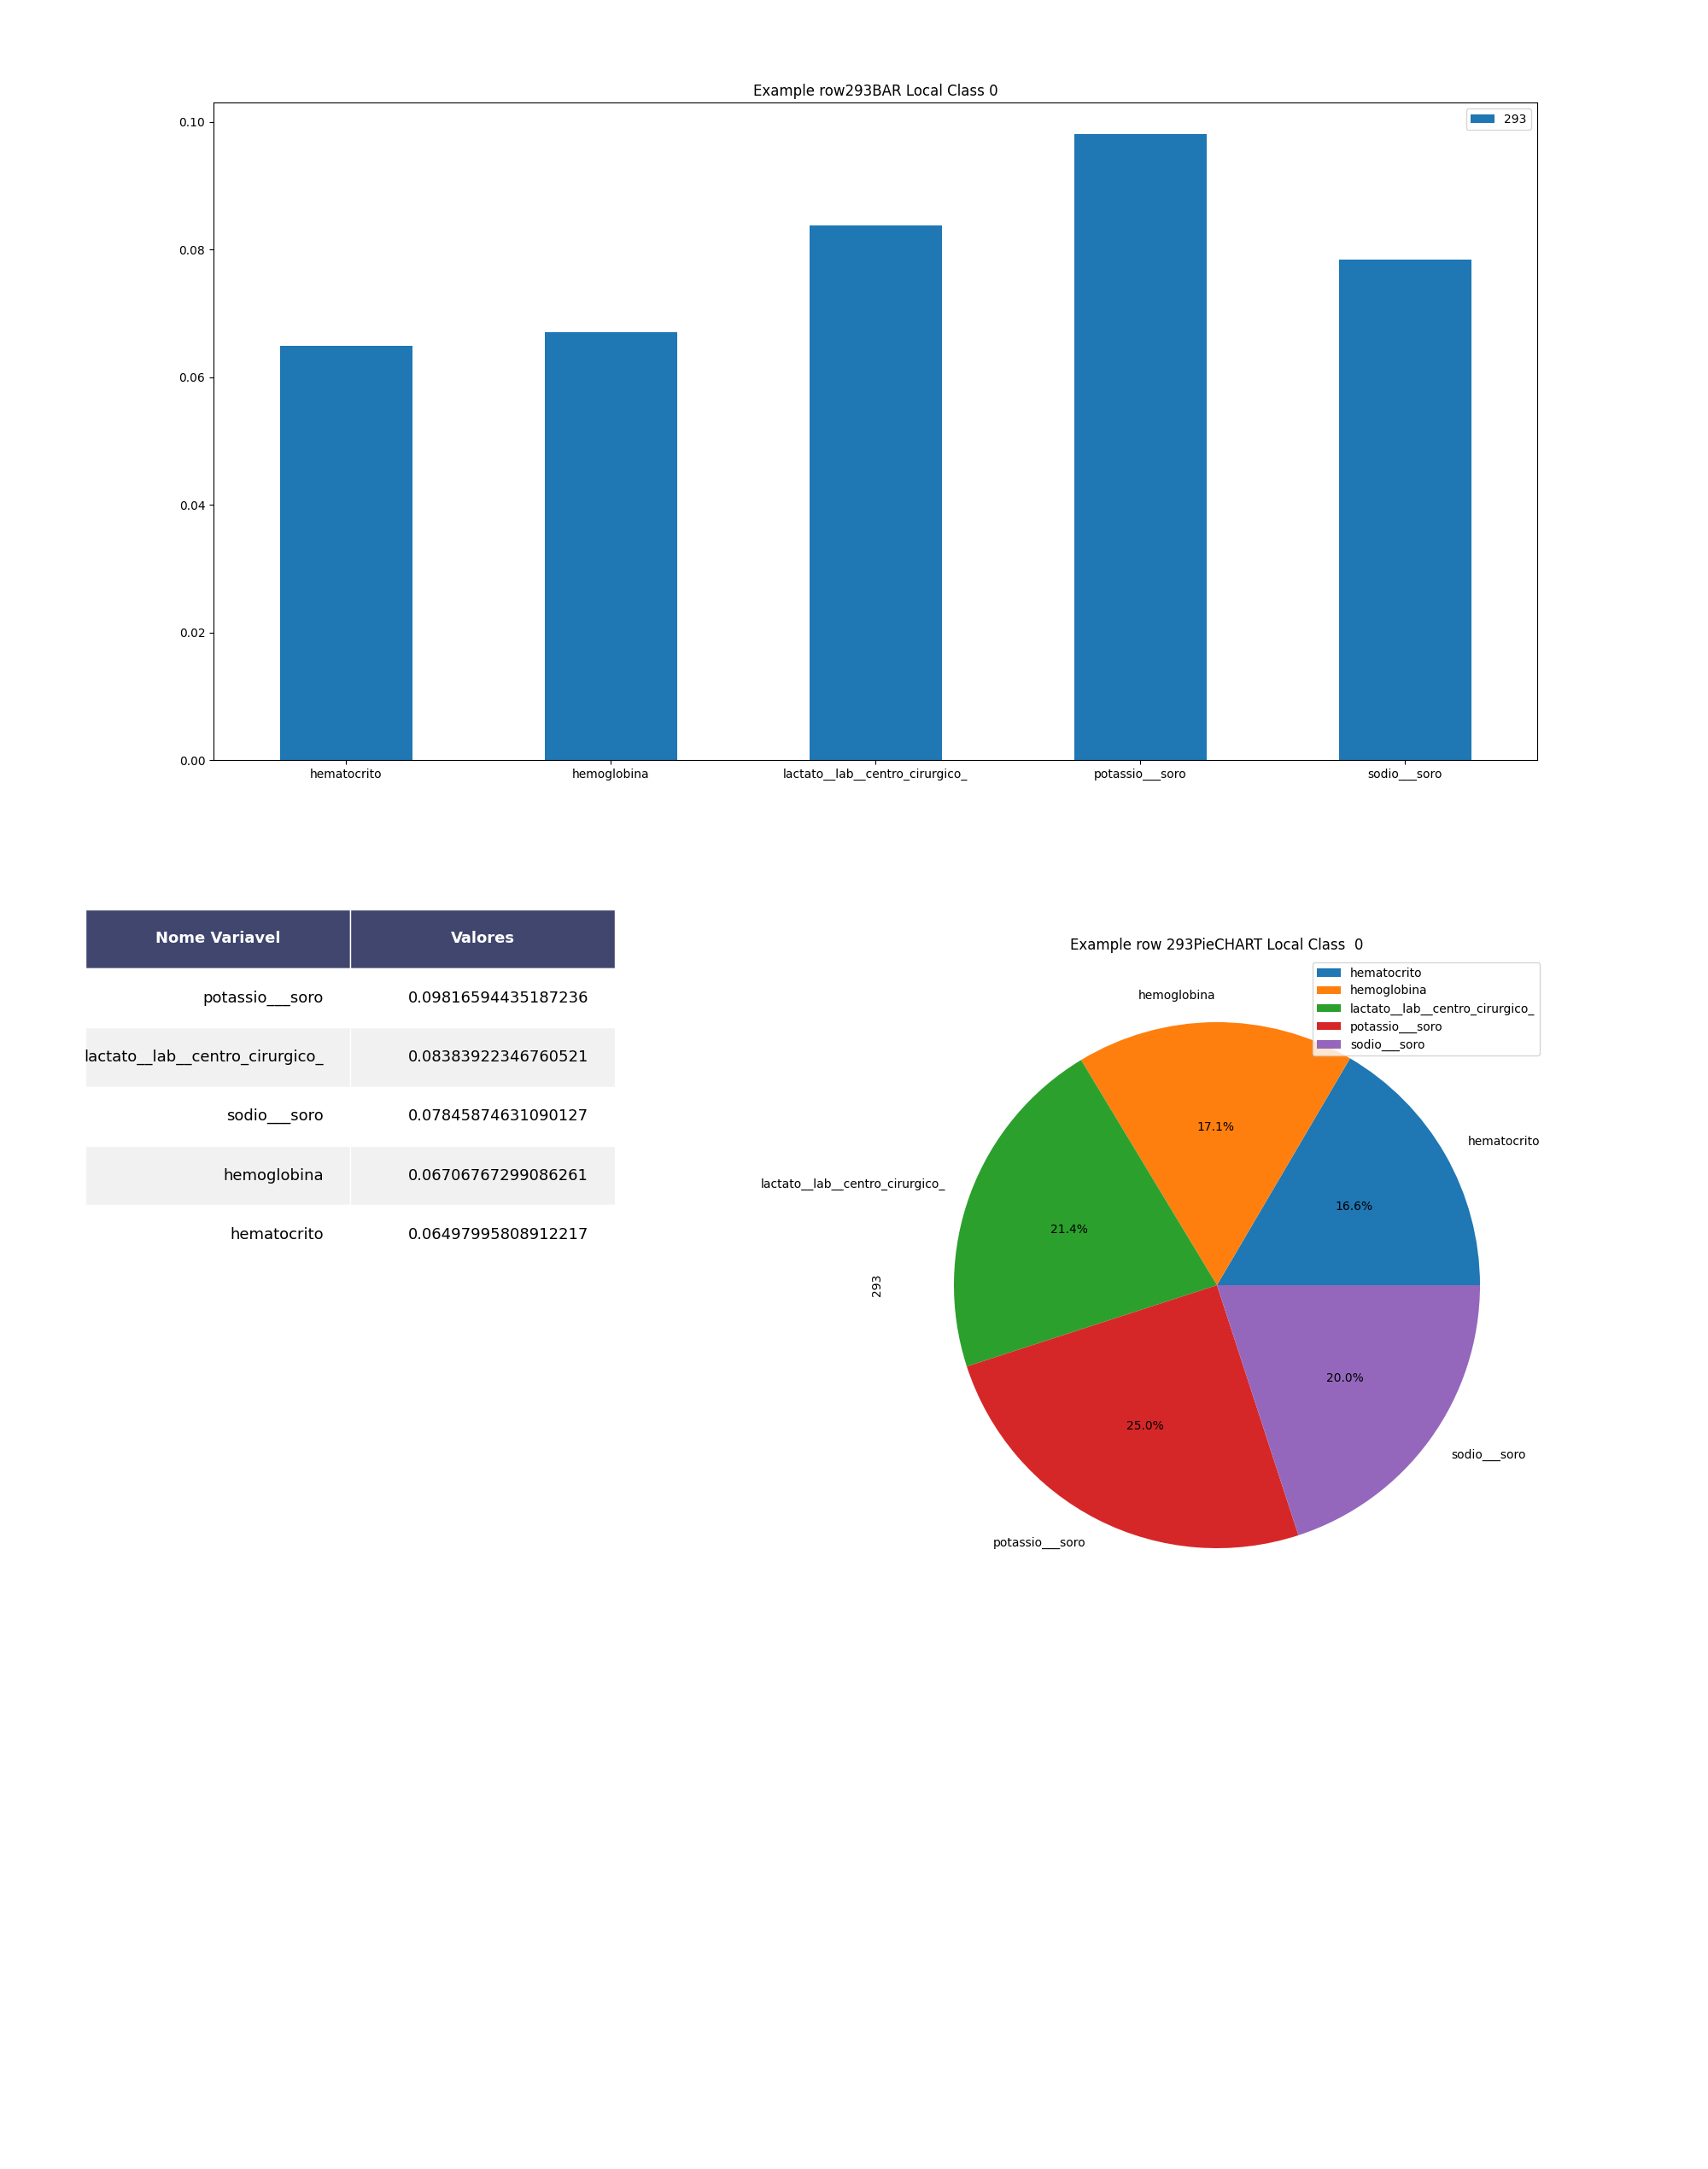 Example row293BAR Local Class 0
293
0.10
0.08
0.06
0.04
0.02
0.00
hematocrito hemoglobina lactato__lab__centro_cirurgico_ potassio___soro sodio___soro
Nome Variavel Valores
potassio___soro 0.09816594435187236
lactato__lab__centro_cirurgico_ 0.08383922346760521
sodio___soro 0.07845874631090127
hemoglobina 0.06706767299086261
hematocrito 0.06497995808912217
Example row 293PieCHART Local Class  0
hematocrito
hemoglobina
lactato__lab__centro_cirurgico_
potassio___soro
sodio___soro
hemoglobina
17.1%
hematocrito
16.6%
lactato__lab__centro_cirurgico_
21.4%
293
20.0%
25.0%
sodio___soro
potassio___soro